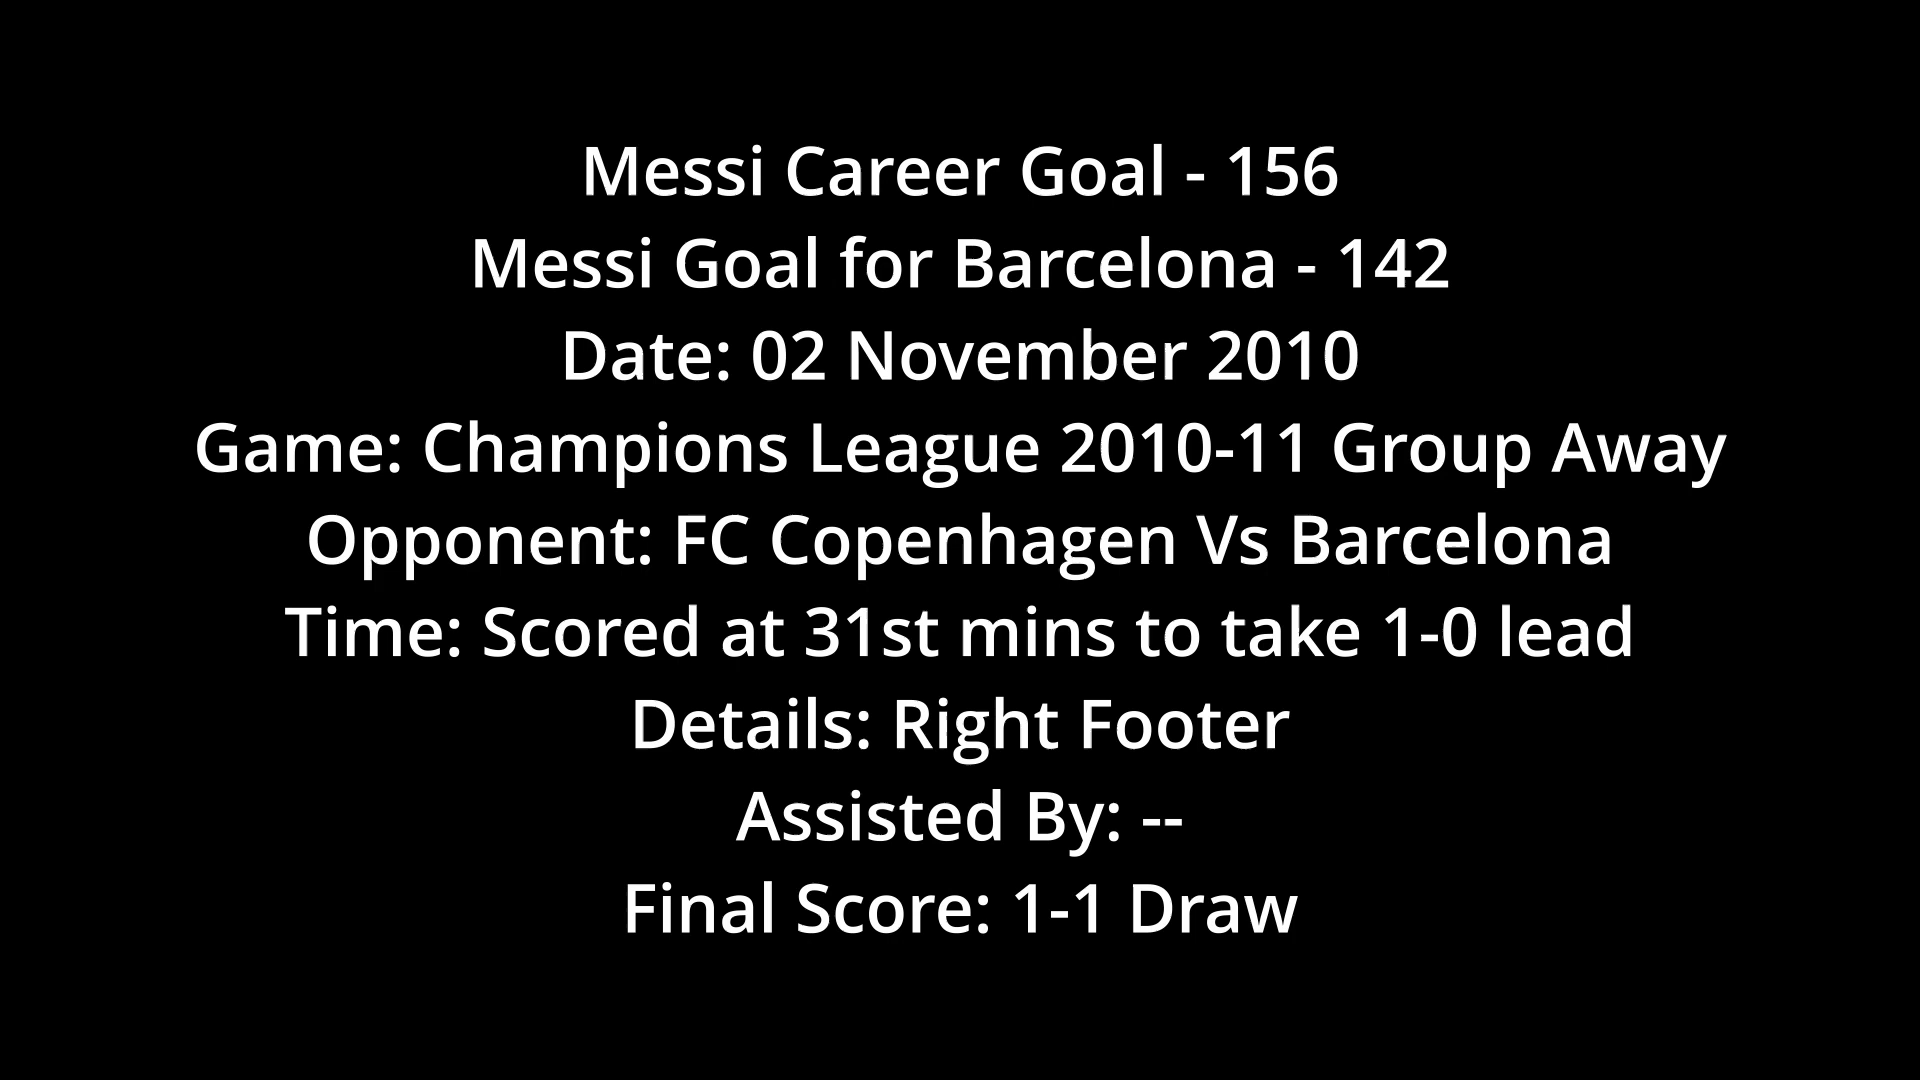 Messi Career Goal - 156
Messi Goal for Barcelona - 142
Date: 02 November 2010
Game: Champions League 2010-11 Group Away
Opponent: FC Copenhagen Vs Barcelona
Time: Scored at 31st mins to take 1-0 lead
Details: Right Footer
Assisted By: --
Final Score: 1-1 Draw